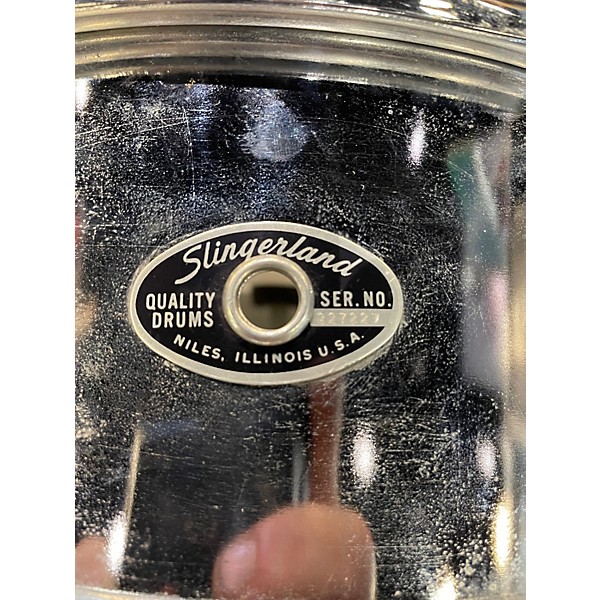 Slingerland
QUALITY DRUMS
SER. NO.
NILES, ILLINOIS U.S.A.